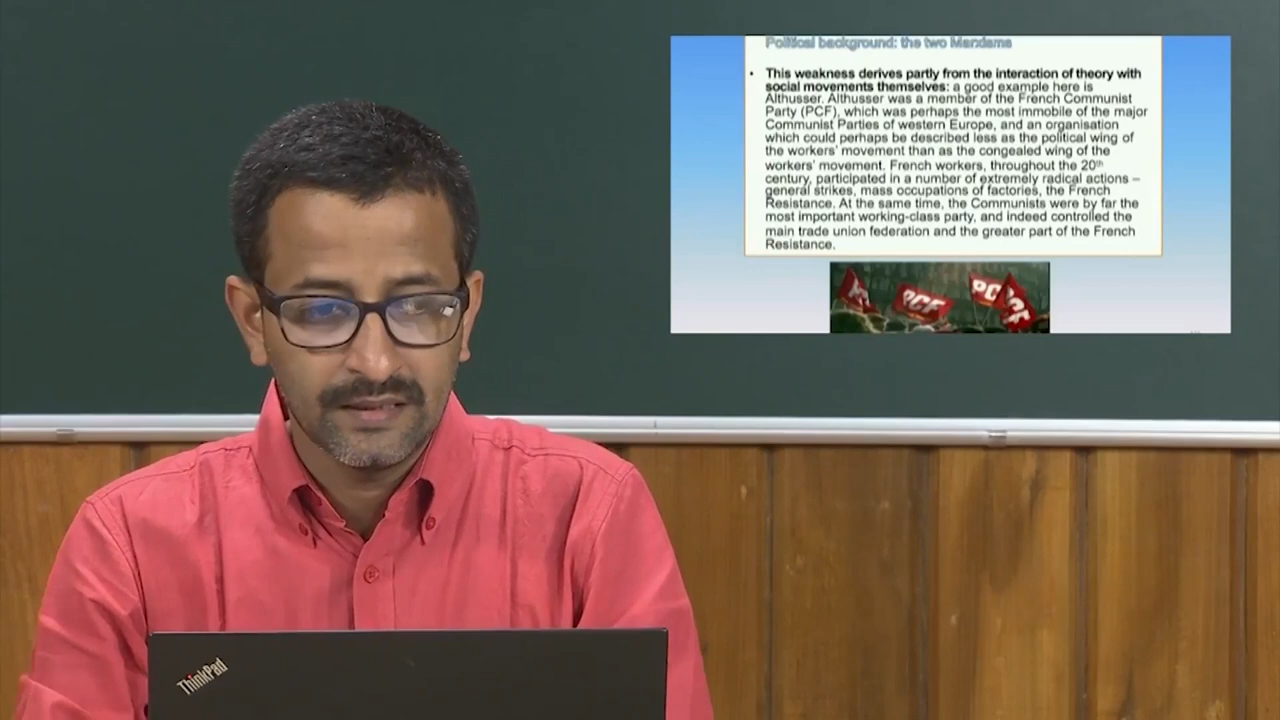 Political background: the two Marxisms
• This weakness derives partly from the interaction of theory with
social movements themselves: a good example here is
Althusser. Althusser was a member of the French Communist
Party (PCF), which was perhaps the most immobile of the major
Communist Parties of western Europe, and an organisation
which could perhaps be described less as the political wing of
the workers’ movement than as the congealed wing of the
workers’ movement. French workers, throughout the 20th
century, participated in a number of extremely radical actions –
general strikes, mass occupations of factories, the French
Resistance. At the same time, the Communists were by far the
most important working-class party, and indeed controlled the
main trade union federation and the greater part of the French
Resistance.
PCF
PC
CF
ThinkPad